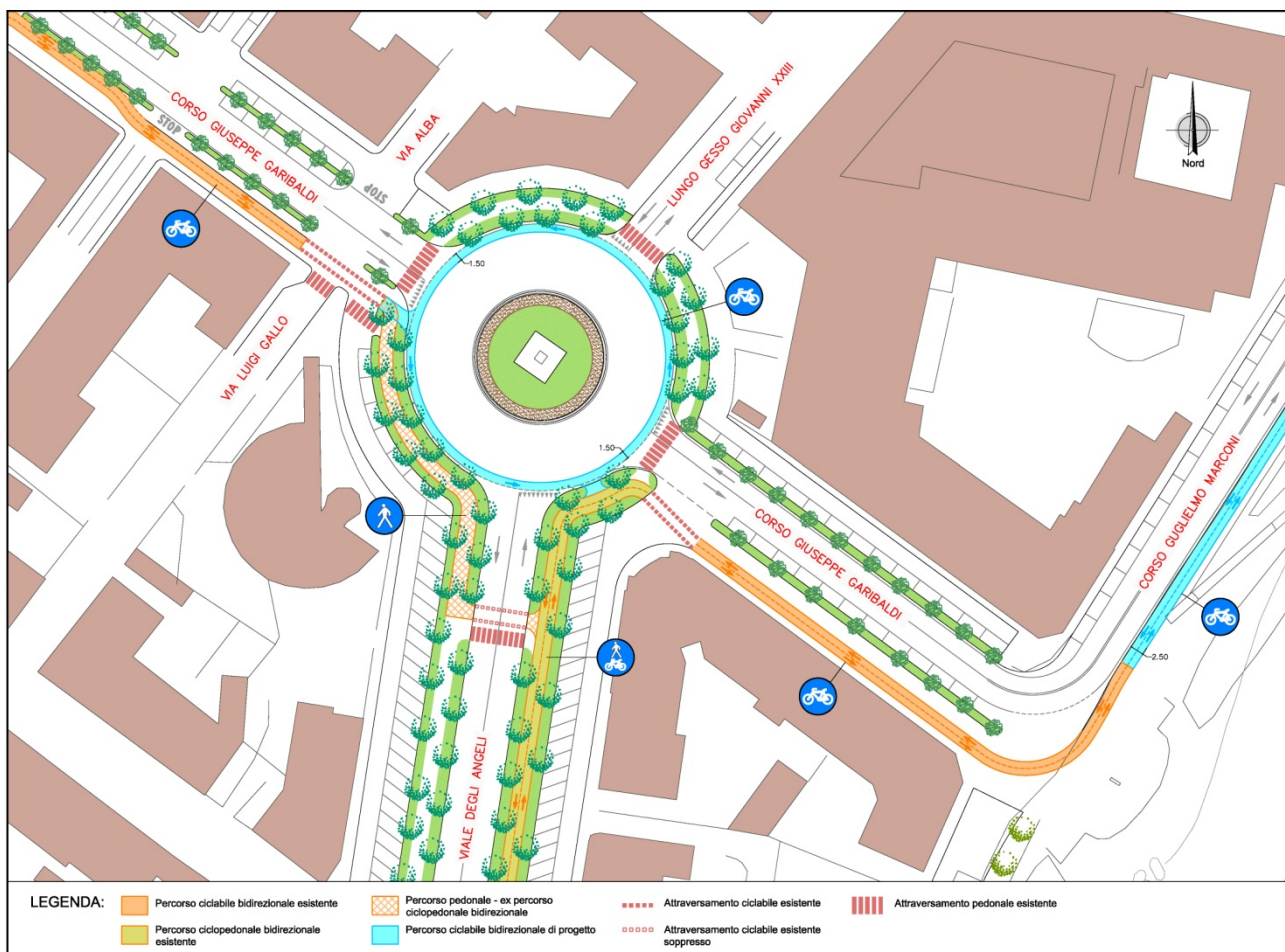 CORSO GIUSEPPE GARIBALDI
STOP
VIA ALBA
STOP
LUNGO GESSO GIOVANNI XXIII
Nord
1.50
VIA LUIGI GALLO
1.50
CORSO GIUSEPPE GARIBALDI
CORSO GUGLIELMO MARCONI
2.50
VIALE DEGLI ANGELI
LEGENDA:
Percorso ciclabile bidirezionale esistente
Percorso ciclopedonale bidirezionale
esistente
Percorso pedonale - ex percorso
ciclopedonale bidirezionale
Percorso ciclabile bidirezionale di progetto
Attraversamento ciclabile esistente
Attraversamento ciclabile esistente
soppresso
Attraversamento pedonale esistente